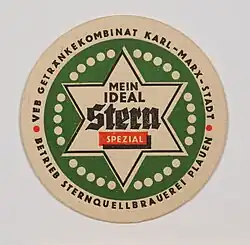 VEB GETRÄNKEKOMBINAT KARL-MARX-STADT
MEIN
IDEAL
Stern
SPEZIAL
BETRIEB STERNQUELLBRAUEREI PLAUEN